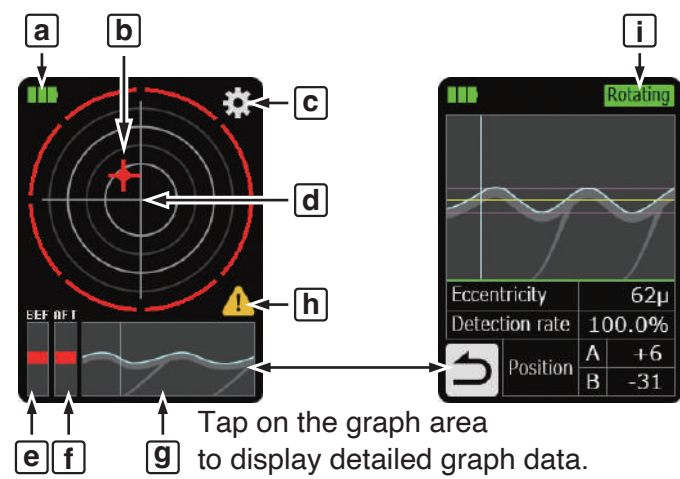 a
b
i
Rotating
c
d
h
BEF AFT
Eccentricity 62µ
Detection rate 100.0%
Position A +6
B -31
e f g
Tap on the graph area
to display detailed graph data.